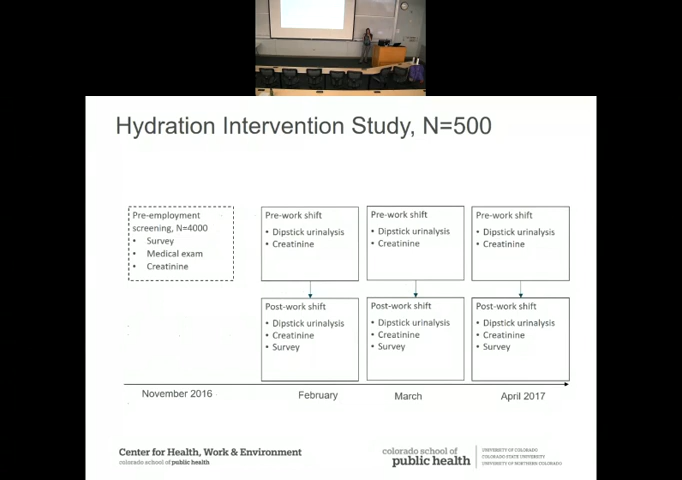 Hydration Intervention Study, N=500
Pre-employment
screening, N=4000
• Survey
• Medical exam
• Creatinine
Pre-work shift
• Dipstick urinalysis
• Creatinine
Pre-work shift
• Dipstick urinalysis
• Creatinine
Pre-work shift
• Dipstick urinalysis
• Creatinine
Post-work shift
• Dipstick urinalysis
• Creatinine
• Survey
Post-work shift
• Dipstick urinalysis
• Creatinine
• Survey
Post-work shift
• Dipstick urinalysis
• Creatinine
• Survey
November 2016
February
March
April 2017
Center for Health, Work & Environment
colorado school of public health
colorado school of
public health
UNIVERSITY OF COLORADO
COLORADO STATE UNIVERSITY
UNIVERSITY OF NORTHERN COLORADO